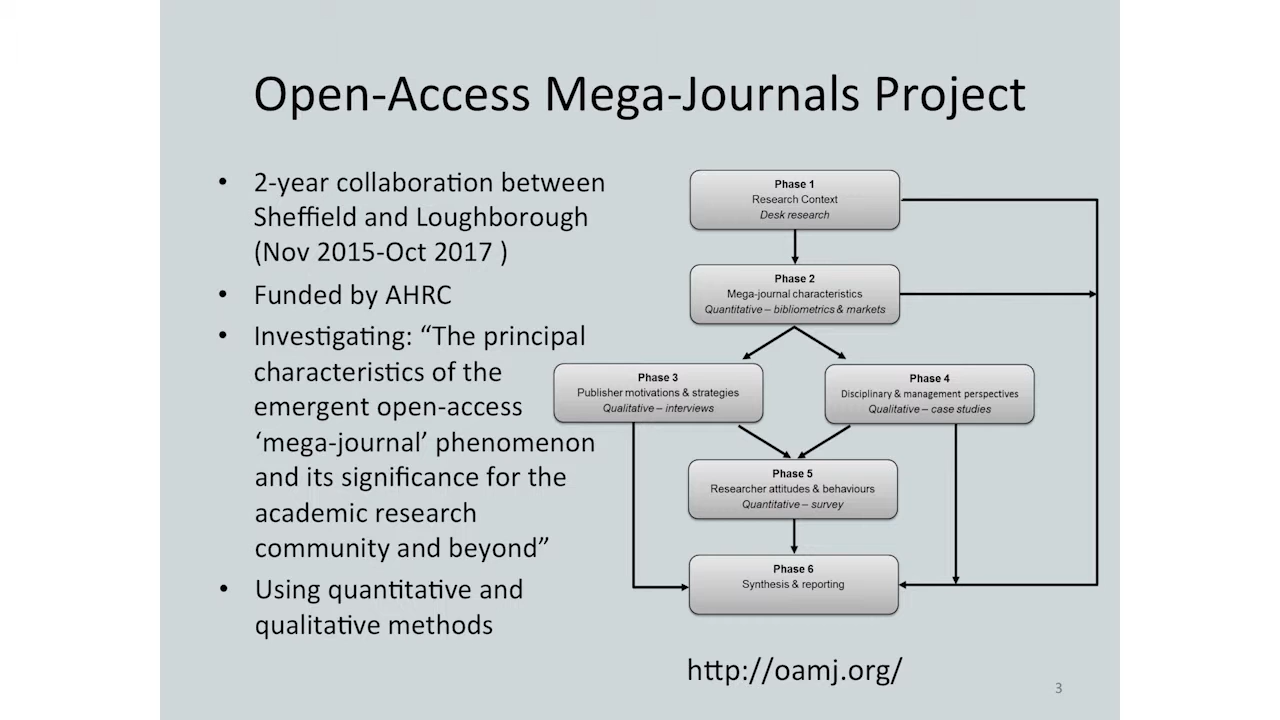 Open-Access Mega-Journals Project
• 2-year collaboration between
Sheffield and Loughborough
(Nov 2015-Oct 2017 )
• Funded by AHRC
• Investigating: “The principal
characteristics of the
emergent open-access
‘mega-journal’ phenomenon
and its significance for the
academic research
community and beyond”
• Using quantitative and
qualitative methods
Phase 1
Research Context
Desk research
Phase 2
Mega-journal characteristics
Quantitative – bibliometrics & markets
Phase 3
Publisher motivations & strategies
Qualitative – interviews
Phase 4
Disciplinary & management perspectives
Qualitative – case studies
Phase 5
Researcher attitudes & behaviours
Quantitative – survey
Phase 6
Synthesis & reporting
http://oamj.org/
3